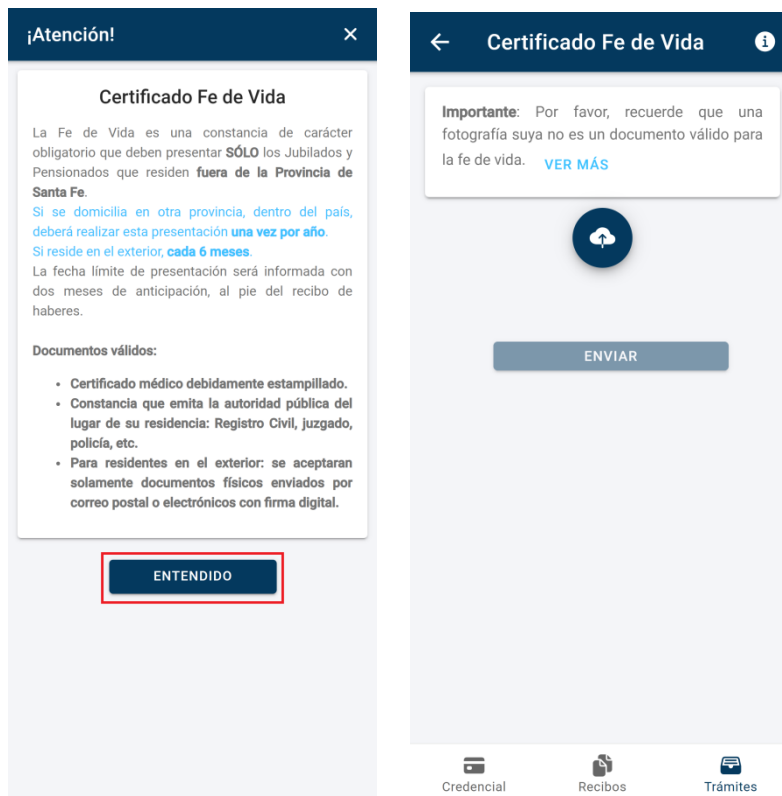 ¡Atención!
Certificado Fe de Vida
La Fe de Vida es una constancia de carácter
obligatorio que deben presentar SÓLO los Jubilados y
Pensionados que residen fuera de la Provincia de
Santa Fe.
Si se domicilia en otra provincia, dentro del país,
deberá realizar esta presentación una vez por año.
Si reside en el exterior, cada 6 meses.
La fecha límite de presentación será informada con
dos meses de anticipación, al pie del recibo de
haberes.
Documentos válidos:
• Certificado médico debidamente estampillado.
• Constancia que emita la autoridad pública del
lugar de su residencia: Registro Civil, juzgado,
policía, etc.
• Para residentes en el exterior: se aceptaran
solamente documentos físicos enviados por
correo postal o electrónicos con firma digital.
ENTENDIDO
Certificado Fe de Vida
Importante: Por favor, recuerde que una
fotografía suya no es un documento válido para
la fe de vida. VER MÁS
ENVIAR
Credencial Recibos Trámites